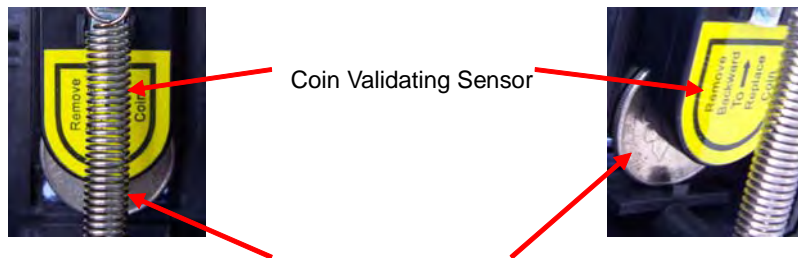 Remove
Coin
Coin Validating Sensor
Remove
Backward
To
Replace
Coin